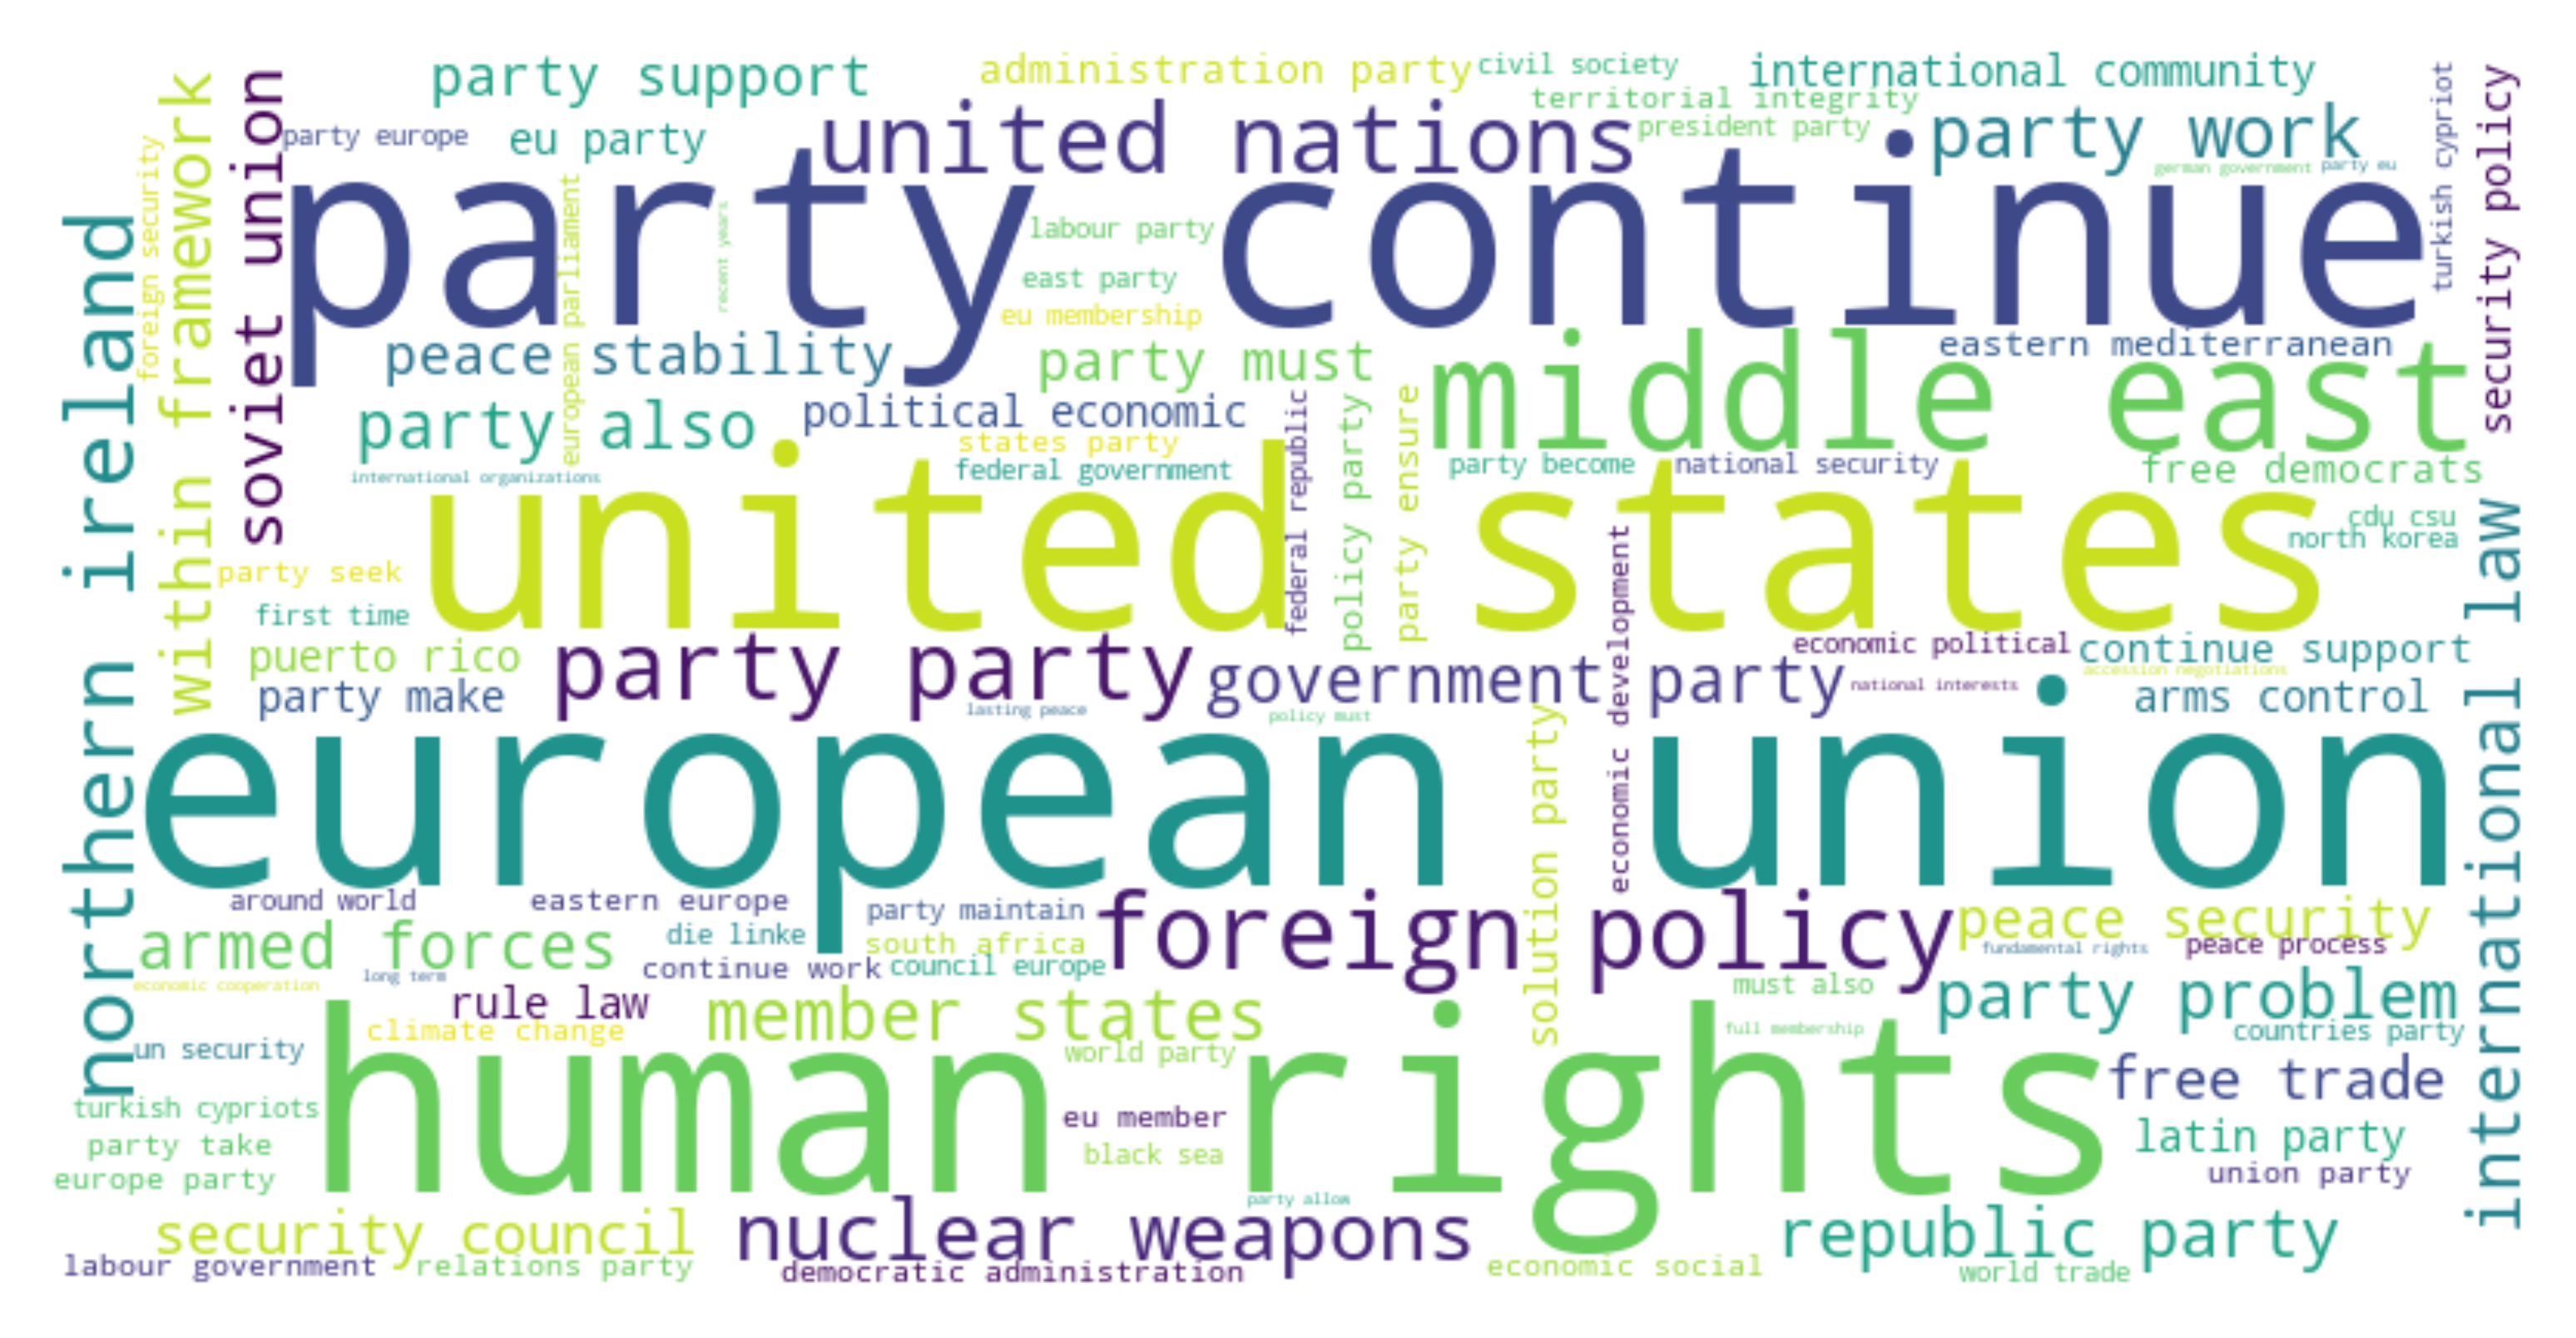 party support
administration party
civil society
international community
territorial integrity
party europe
eu party
united nations
president party
party work
german government
party eu
party continue
labour party
east party
eu membership
recent years
european parliament
foreign security
within framework
soviet union
northern ireland
turkish cypriot
security policy
peace stability
party must
middle east
eastern mediterranean
party also
political economic
states party
federal government
international organizations
federal republic
policy party
party ensure
party become
national security
free democrats
united states
cdu csu
north korea
party seek
first time
puerto rico
party make
party party
government party
economic development
economic political
continue support
accession negotiations
national interests
arms control
lasting peace
policy must
european union
international law
solution party
around world
eastern europe
party maintain
foreign policy
peace security
armed forces
die linke
south africa
fundamental rights
peace process
continue work
council europe
economic cooperation
long term
rule law
member states
must also
party problem
climate change
full membership
countries party
un security
world party
human rights
free trade
turkish cypriots
eu member
party take
black sea
latin party
europe party
union party
party allow
security council
nuclear weapons
republic party
labour government
relations party
democratic administration
economic social
world trade